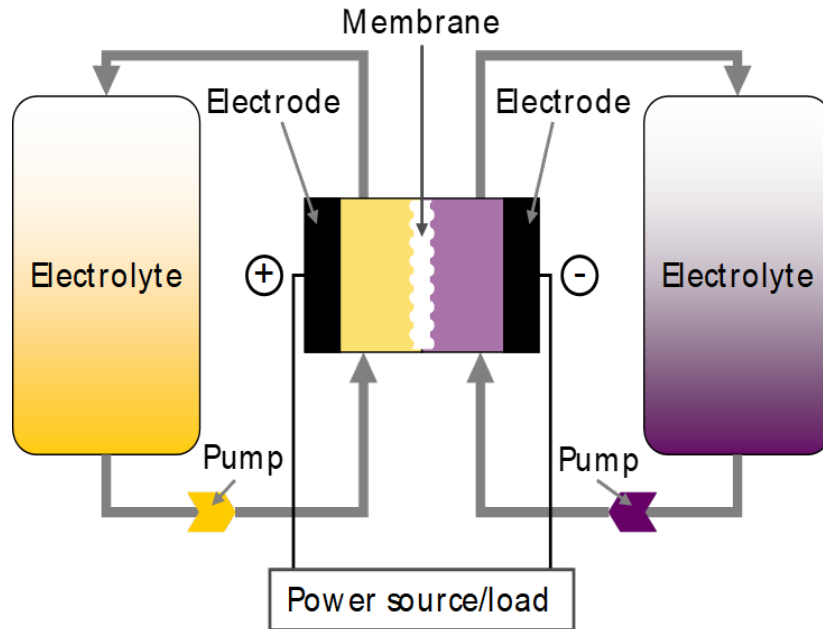 Membrane
Electrode
Electrode
Electrolyte
+
-
Electrolyte
Pump
Pump
Power source/load